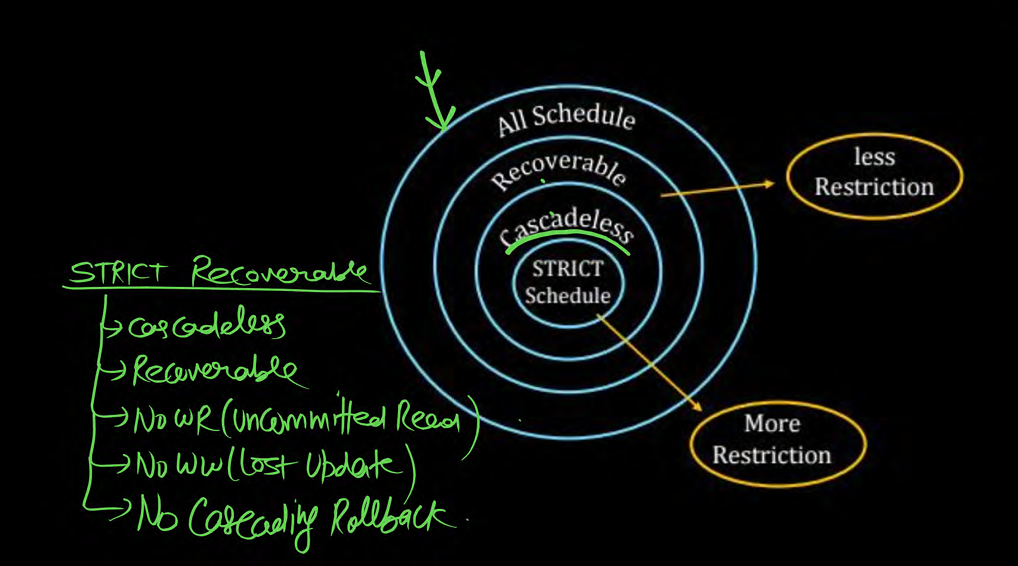 All Schedule
Recoverable
Cascadeless
STRICT
Schedule
less
Restriction
More
Restriction
STRICT Recoverable
→ cascadeless
→ Recoverable
→ No WR (uncommitted Read)
→ No WW (Lost Update)
→ No Cascading Rollback.